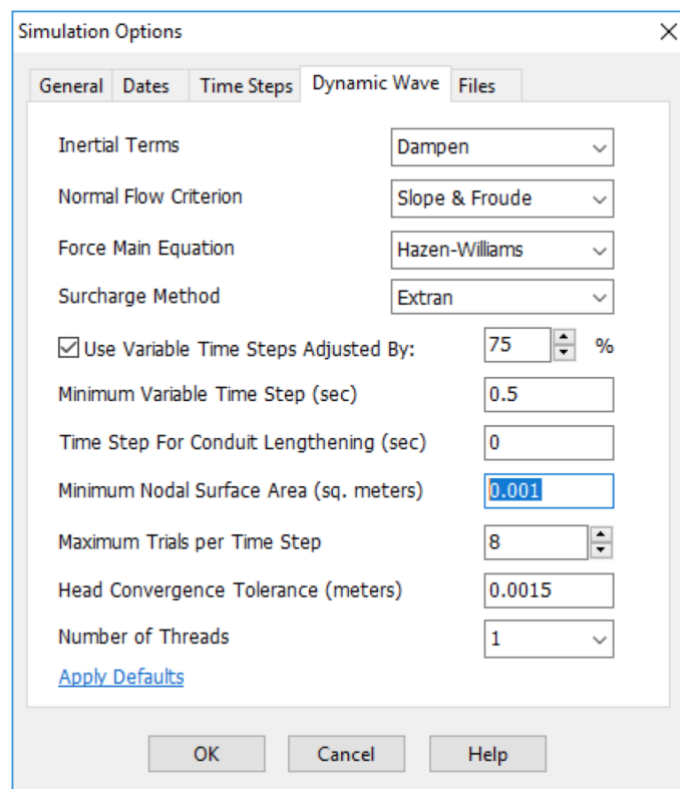 Simulation Options
General Dates Time Steps Dynamic Wave Files
Inertial Terms Dampen
Normal Flow Criterion Slope & Froude
Force Main Equation Hazen-Williams
Surcharge Method Extran
Use Variable Time Steps Adjusted By: 75 %
Minimum Variable Time Step (sec) 0.5
Time Step For Conduit Lengthening (sec) 0
Minimum Nodal Surface Area (sq. meters) 0.001
Maximum Trials per Time Step 8
Head Convergence Tolerance (meters) 0.0015
Number of Threads 1
Apply Defaults
OK Cancel Help